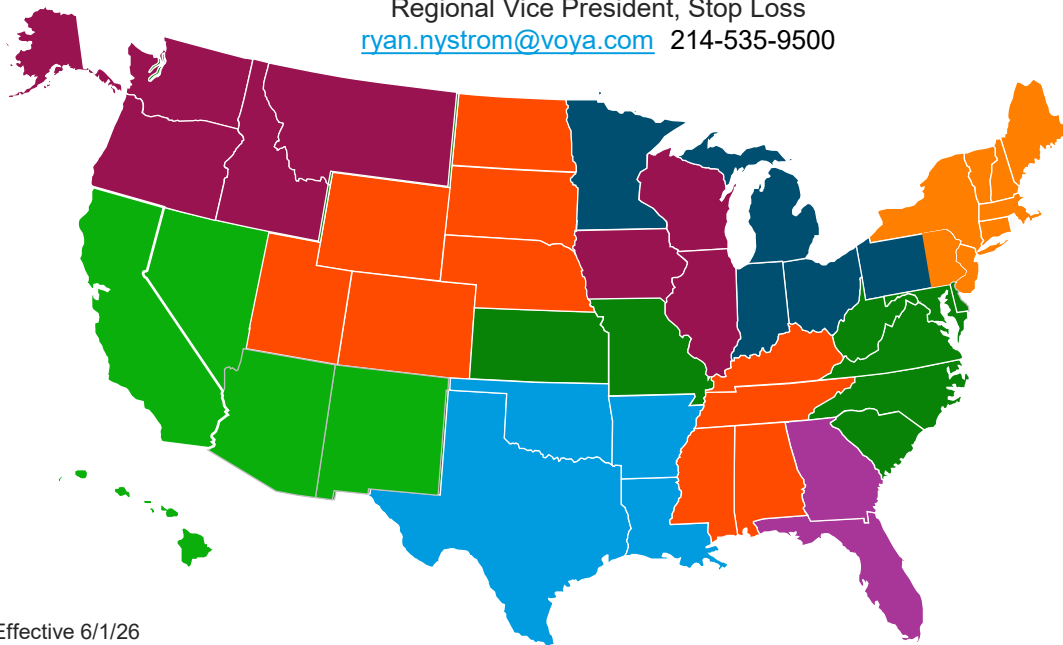 Regional Vice President, Stop Loss
ryan.nystrom@voya.com 214-535-9500
Effective 6/1/26